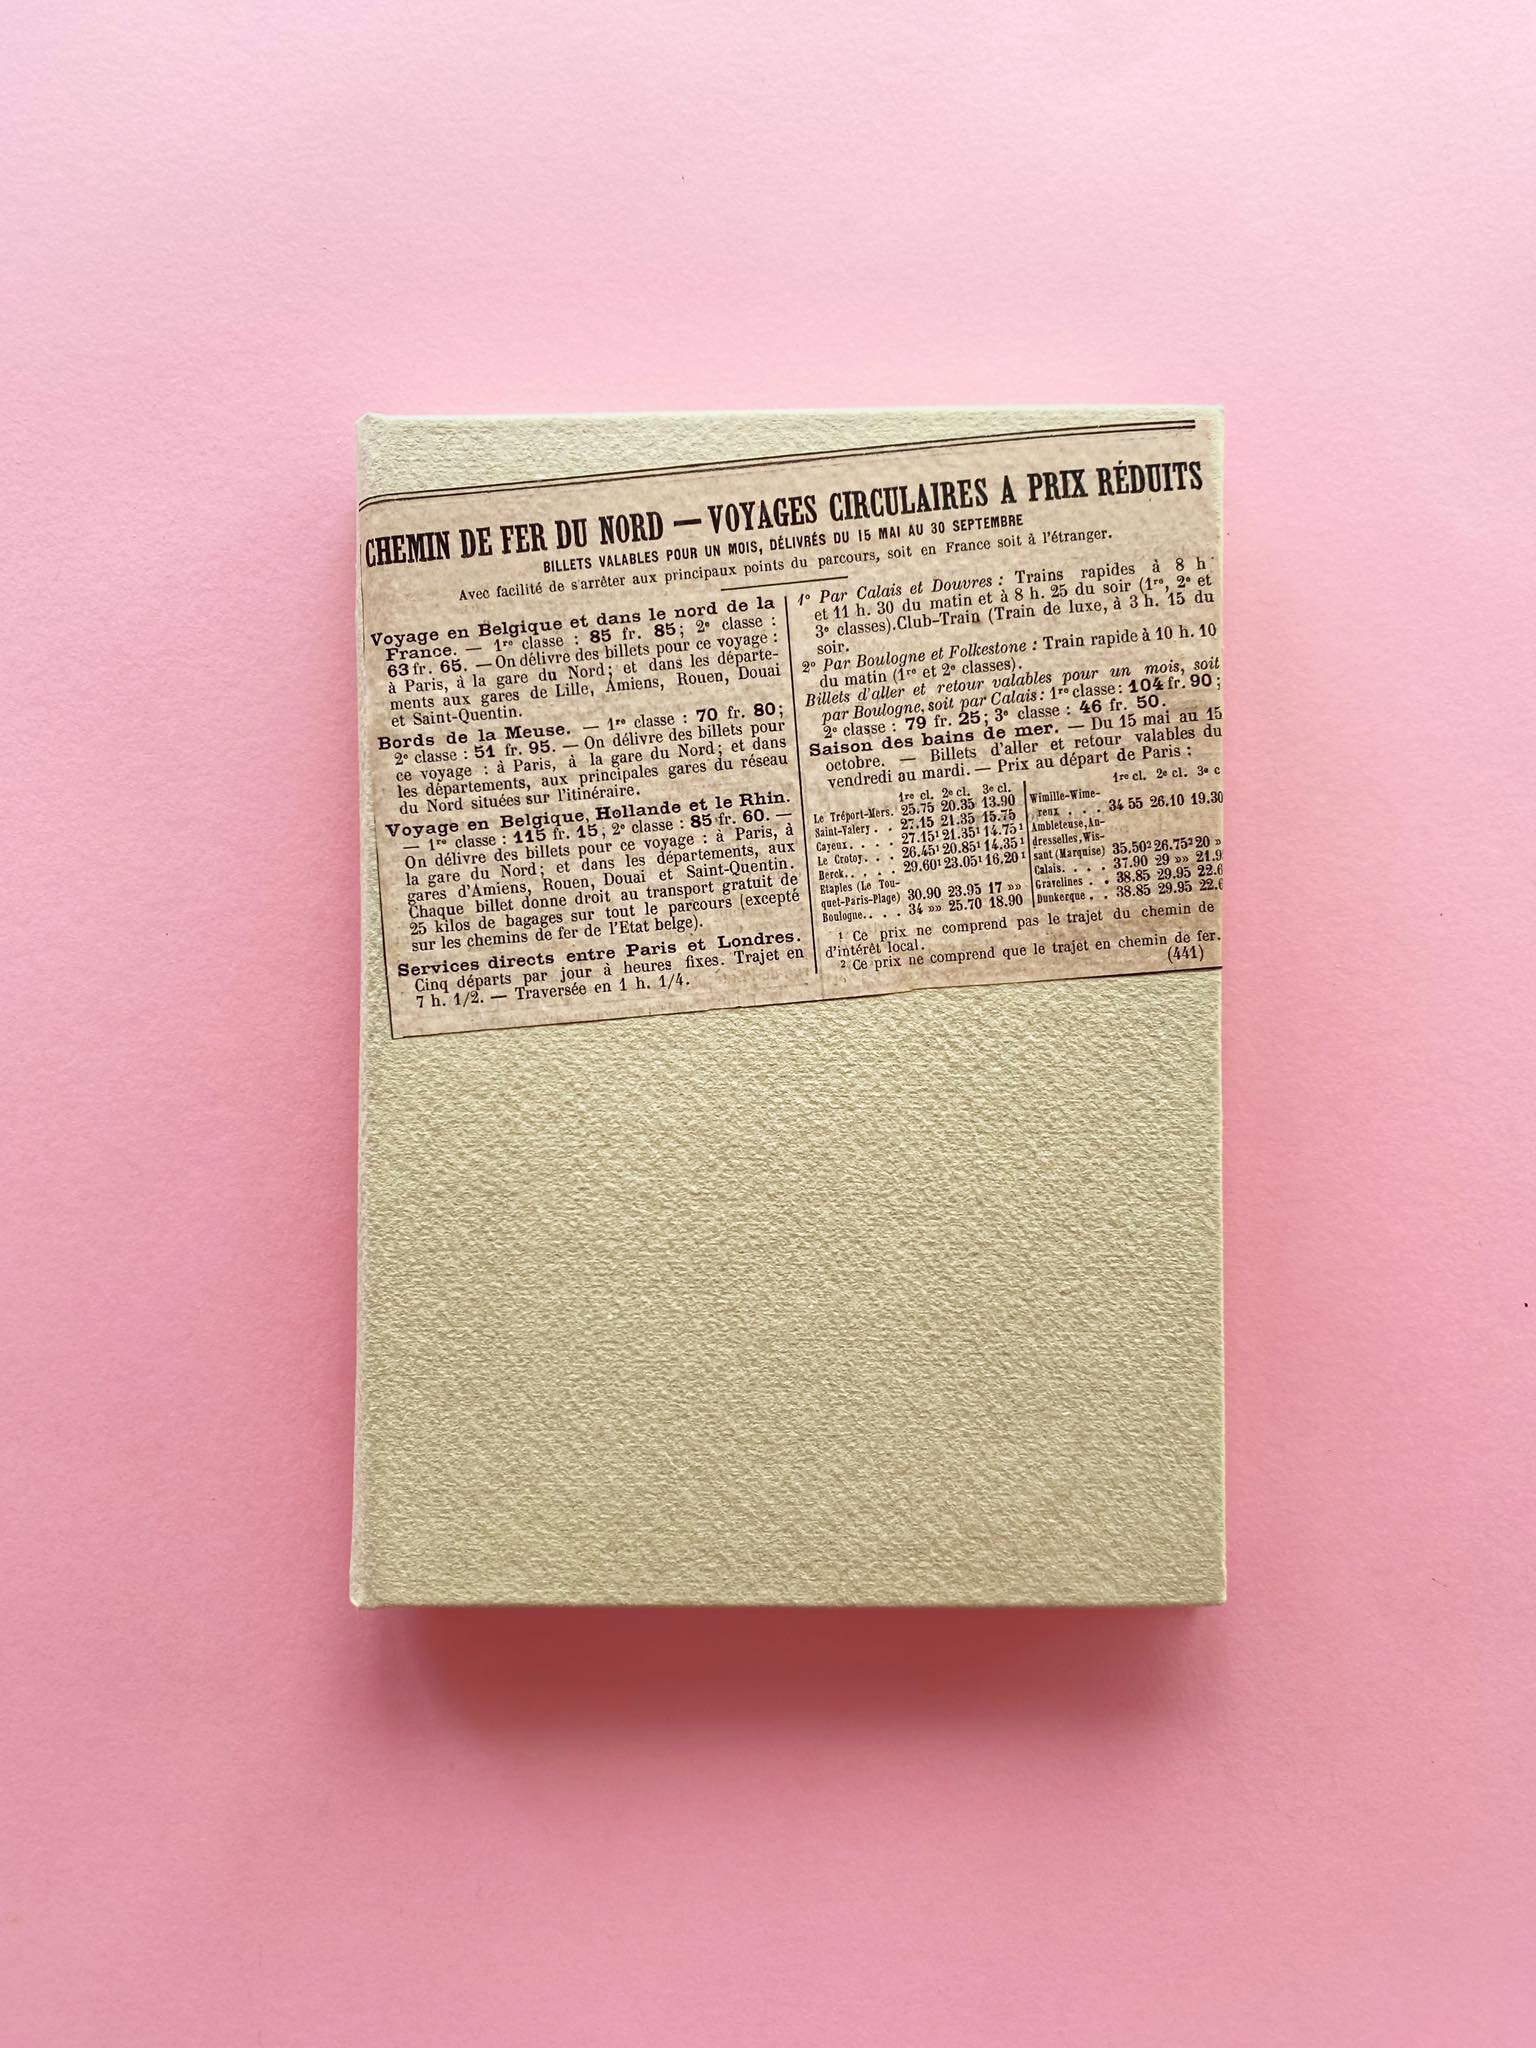 CHEMIN DE FER DU NORD — VOYAGES CIRCULAIRES A PRIX RÉDUITS
BILLETS VALABLES POUR UN MOIS, DÉLIVRÉS DU 15 MAI AU 30 SEPTEMBRE
Avec facilité de s'arrêter aux principaux points du parcours, soit en France soit à l'étranger.
Voyage en Belgique et dans le nord de la
France. — 1re classe : 85 fr. 85; 2e classe :
63 fr. 65. — On délivre des billets pour ce voyage :
à Paris, à la gare du Nord; et dans les départe-
ments aux gares de Lille, Amiens, Rouen, Douai
et Saint-Quentin.
Bords de la Meuse. — 1re classe : 70 fr. 80;
2e classe : 51 fr. 95. — On délivre des billets pour
ce voyage : à Paris, à la gare du Nord; et dans
les départements, aux principales gares du réseau
du Nord situées sur l'itinéraire.
Voyage en Belgique, Hollande et le Rhin.
— 1re classe : 115 fr. 15; 2e classe : 85 fr. 60. —
On délivre des billets pour ce voyage : à Paris, à
la gare du Nord; et dans les départements, aux
gares d'Amiens, Rouen, Douai et Saint-Quentin.
Chaque billet donne droit au transport gratuit de
25 kilos de bagages sur tout le parcours (excepté
sur les chemins de fer de l'Etat belge).
Services directs entre Paris et Londres.
Cinq départs par jour à heures fixes. Trajet en
7 h. 1/2. — Traversée en 1 h. 1/4.
1° Par Calais et Douvres : Trains rapides à 8 h
et 11 h. 30 du matin et à 8 h. 25 du soir (1re, 2e et
3e classes). Club-Train (Train de luxe, à 3 h. 15 du
soir.
2° Par Boulogne et Folkestone : Train rapide à 10 h. 10
du matin (1re et 2e classes).
Billets d'aller et retour valables pour un mois, soit
par Boulogne, soit par Calais : 1re classe : 104 fr. 90;
2e classe : 79 fr. 25; 3e classe : 46 fr. 50.
Saison des bains de mer. — Du 15 mai au 15
octobre. — Billets d'aller et retour valables du
vendredi au mardi. — Prix au départ de Paris :
1re cl. 2e cl. 3e cl.
Le Tréport-Mers. 25.75 20.35 13.90
Saint-Valery . . 27.15 21.35 15.75
Cayeux. . . . 27.15¹ 21.35¹ 14.75¹
Le Crotoy. . . . 26.45¹ 20.85¹ 14.35¹
Berck. . . . . 29.60¹ 23.05¹ 16.20¹
Etaples (Le Tou-
quet-Paris-Plage) 30.90 23.95 17 »»
Boulogne. . . . 34 »» 25.70 18.90
1re cl. 2e cl. 3e c
Wimille-Wime-
reux . . . . 34 55 26.10 19.30
Ambleteuse, An-
dresselles, Wis-
sant (Marquise) 35.50² 26.75² 20 »
Calais. . . . . 37.90 29 »» 21.9
Gravelines . . 38.85 29.95 22.6
Dunkerque . . 38.85 29.95 22.6
¹ Ce prix ne comprend pas le trajet du chemin de
d'intérêt local.
² Ce prix ne comprend que le trajet en chemin de fer.
(441)